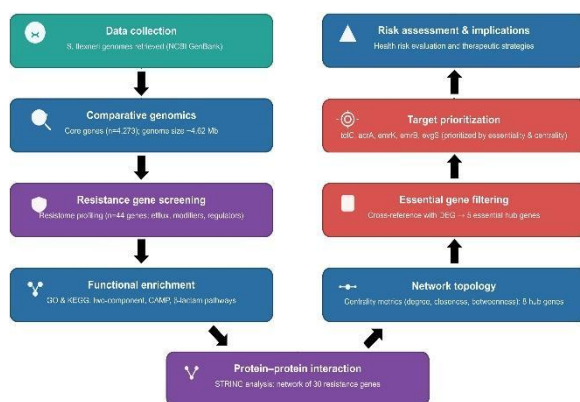 Data collection
S. flexneri genomes retrieved (NCBI GenBank)
Comparative genomics
Core genes (n=4,273); genome size ~4.62 Mb
Resistance gene screening
Resistome profiling (n=44 genes; efflux, modifiers, regulators)
Functional enrichment
GO & KEGG: two-component, CAMP, β-lactam pathways
Protein–protein interaction
STRING analysis: network of 30 resistance genes
Network topology
Centrality metrics (degree, closeness, betweenness): 8 hub genes
Essential gene filtering
Cross-reference with DEG → 5 essential hub genes
Target prioritization
tolC, acrA, emrK, emrB, evgS (prioritized by essentiality & centrality)
Risk assessment & implications
Health risk evaluation and therapeutic strategies